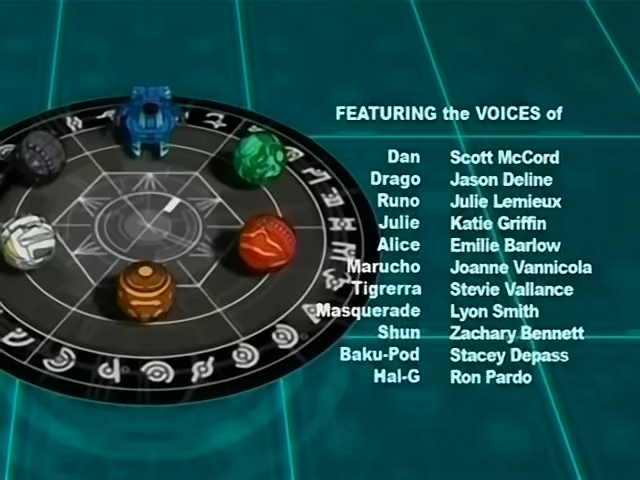 FEATURING the VOICES of
Dan Scott McCord
Drago Jason Deline
Runo Julie Lemieux
Julie Katie Griffin
Alice Emilie Barlow
Marucho Joanne Vannicola
Tigrerra Stevie Vallance
Masquerade Lyon Smith
Shun Zachary Bennett
Baku-Pod Stacey Depass
Hal-G Ron Pardo